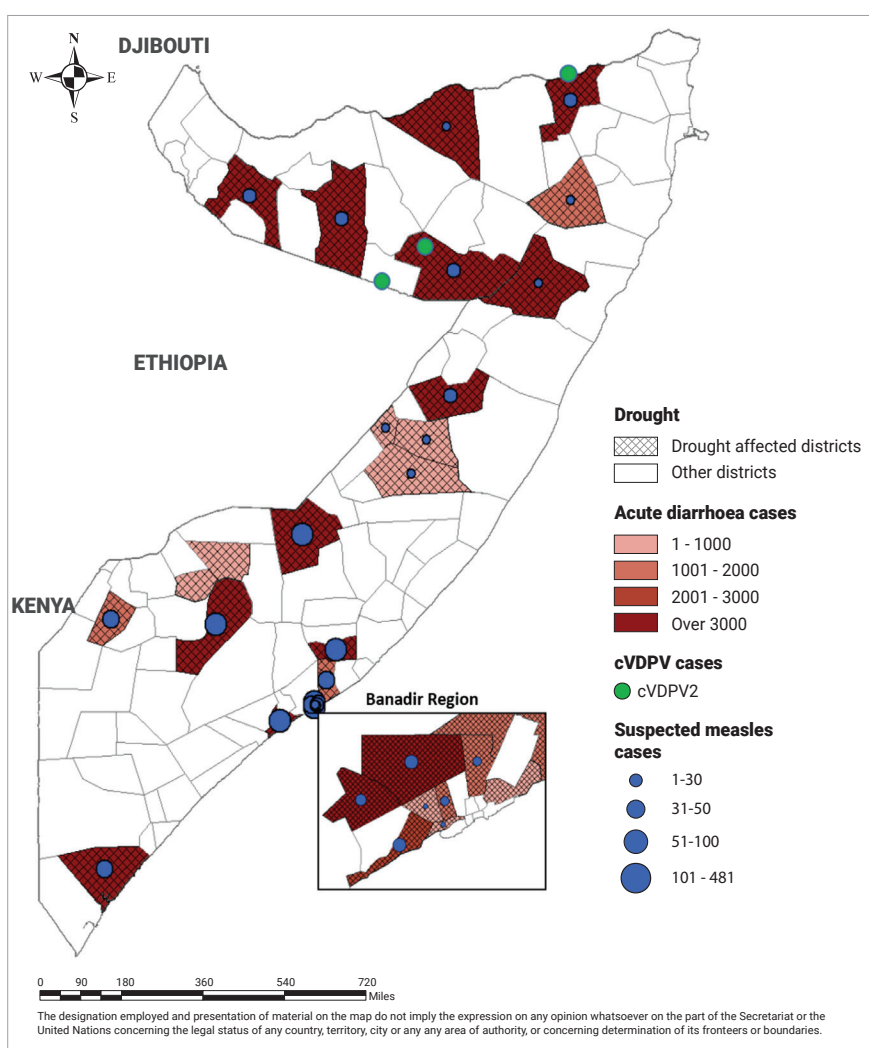 DJIBOUTI
N
W E
S
ETHIOPIA
KENYA
Drought
Drought affected districts
Other districts
Acute diarrhoea cases
1 - 1000
1001 - 2000
2001 - 3000
Over 3000
cVDPV cases
cVDPV2
Suspected measles
cases
1-30
31-50
51-100
101 - 481
Banadir Region
0 90 180 360 540 720
Miles
The designation employed and presentation of material on the map do not imply the expression on any opinion whatsoever on the part of the Secretariat or the
United Nations concerning the legal status of any country, territory, city or any any area of authority, or concerning determination of its fronteers or boundaries.